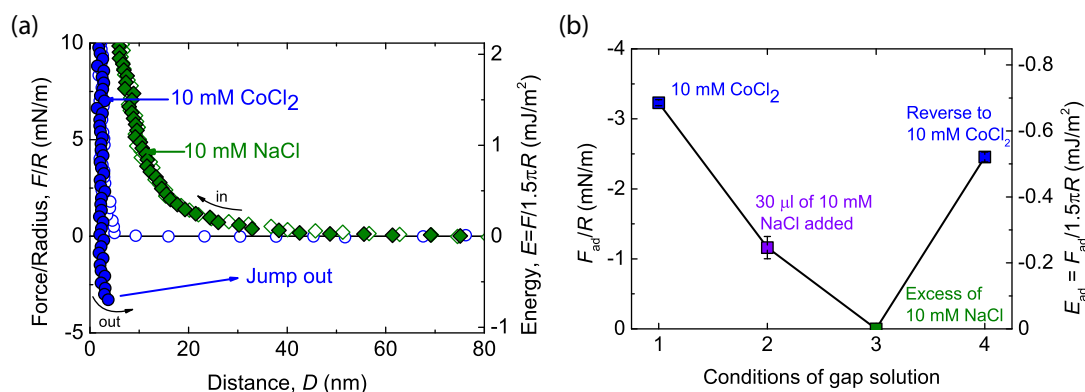 (a)
10
5
0
-5
Force/Radius, F/R (mN/m)
10 mM CoCl2
10 mM NaCl
in
Jump out
out
2
1
0
-1
Energy, E=F/1.5πR (mJ/m2)
0 20 40 60 80
Distance, D (nm)
(b)
-4
-3
-2
-1
0
Fad/R (mN/m)
10 mM CoCl2
30 μl of 10 mM
NaCl added
Excess of
10 mM NaCl
Reverse to
10 mM CoCl2
-0.8
-0.6
-0.4
-0.2
0
Ead = Fad/1.5πR (mJ/m2)
1 2 3 4
Conditions of gap solution